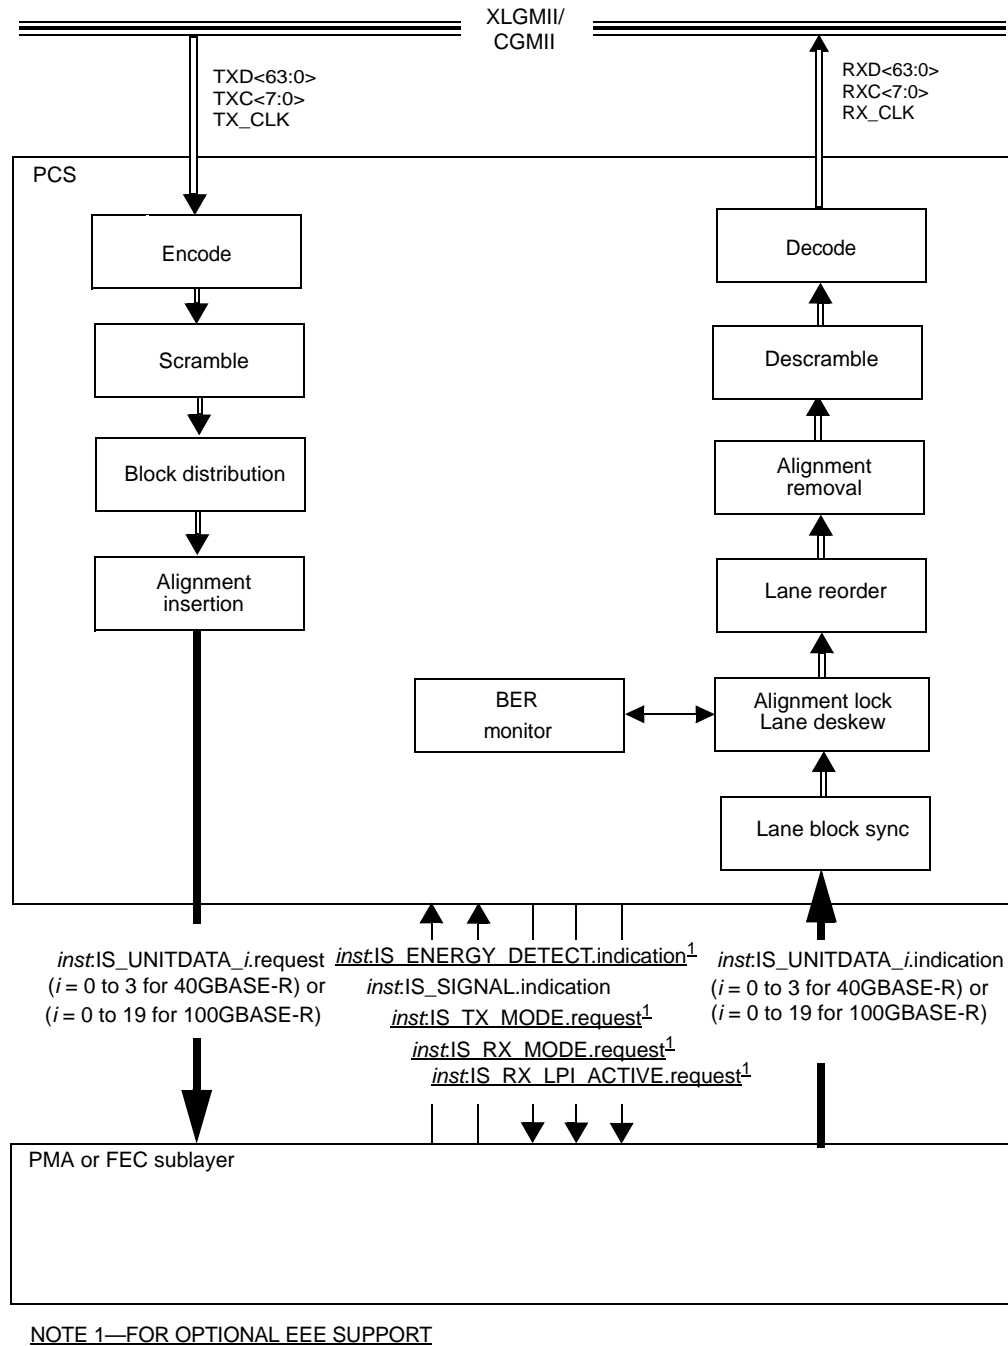 XLGMII/
CGMII
TXD<63:0>
TXC<7:0>
TX_CLK
RXD<63:0>
RXC<7:0>
RX_CLK
PCS
Encode
Scramble
Block distribution
Alignment
insertion
Decode
Descramble
Alignment
removal
Lane reorder
Alignment lock
Lane deskew
BER
monitor
Lane block sync
inst:IS_UNITDATA_i.request
(i = 0 to 3 for 40GBASE-R) or
(i = 0 to 19 for 100GBASE-R)
inst:IS_ENERGY_DETECT.indication1
inst:IS_SIGNAL.indication
inst:IS_TX_MODE.request1
inst:IS_RX_MODE.request1
inst:IS_RX_LPI_ACTIVE.request1
inst:IS_UNITDATA_i.indication
(i = 0 to 3 for 40GBASE-R) or
(i = 0 to 19 for 100GBASE-R)
PMA or FEC sublayer
NOTE 1—FOR OPTIONAL EEE SUPPORT